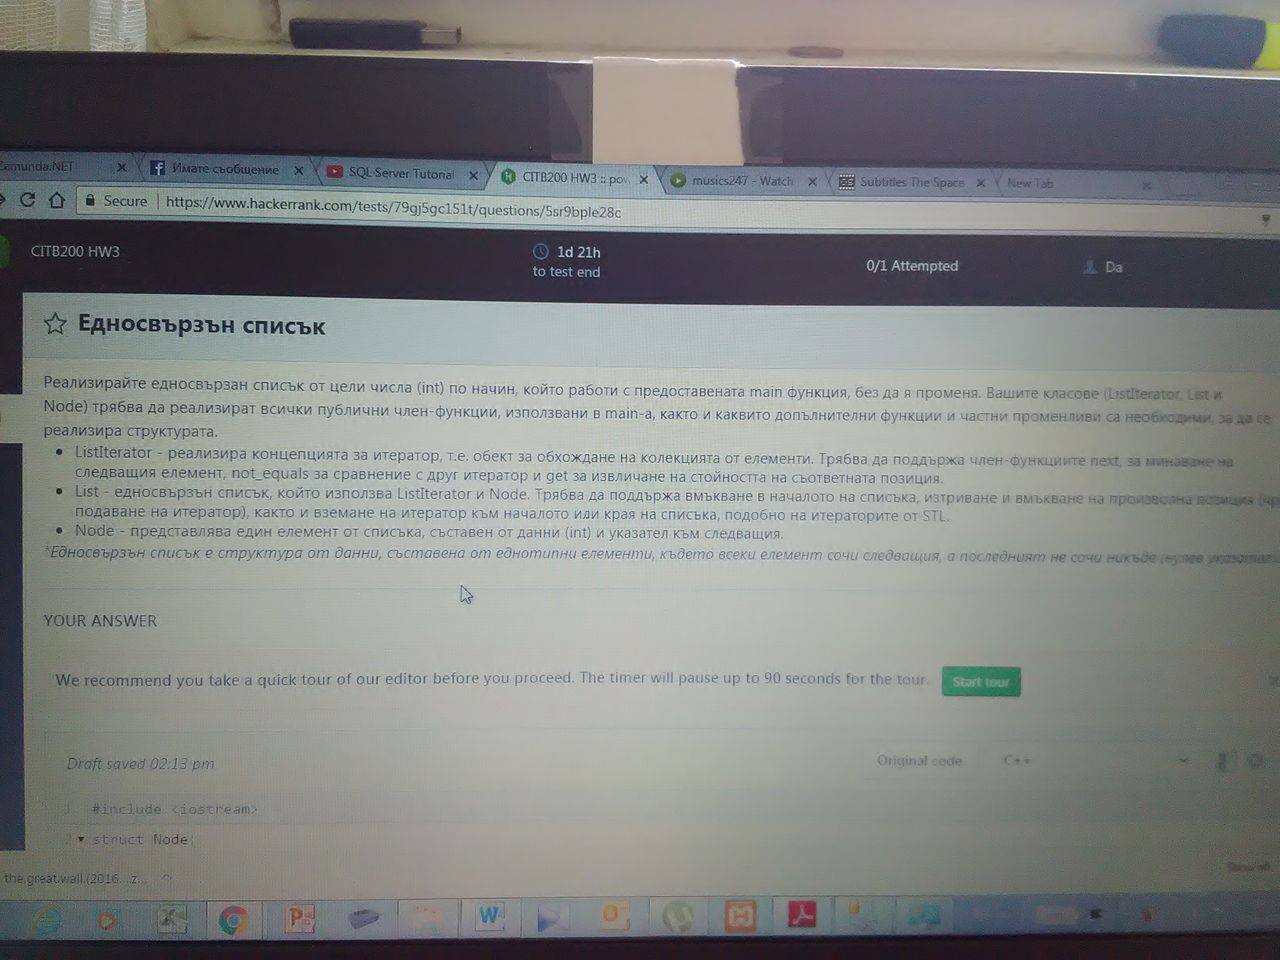 Zamunda.NET
Имате съобщение
SQL Server Tutorial
CITB200 HW3 :: pow
musics247 - Watch
Subtitles The Space
New Tab
Secure https://www.hackerrank.com/tests/79gj5gc151t/questions/5sr9bple28c
CITB200 HW3
1d 21h
to test end
0/1 Attempted
Da
Едносвързън списък
Реализирайте едносвързан списък от цели числа (int) по начин, който работи с предоставената main функция, без да я променя. Вашите класове (ListIterator, List и
Node) трябва да реализират всички публични член-функции, използвани в main-а, както и каквито допълнителни функции и частни променливи са необходими, за да се
реализира структурата.
ListIterator - реализира концепцията за итератор, т.е. обект за обхождане на колекцията от елементи. Трябва да поддържа член-функциите next, за минаване на
следващия елемент, not_equals за сравнение с друг итератор и get за извличане на стойността на съответната позиция.
List - едносвързън списък, който използва ListIterator и Node. Трябва да поддържа вмъкване в началото на списъка, изтриване и вмъкване на произволна позиция (чр
подаване на итератор), както и вземане на итератор към началото или края на списъка, подобно на итераторите от STL.
Node - представлява един елемент от списъка, съставен от данни (int) и указател към следващия.
*Едносвързън списък е структура от данни, съставена от еднотипни елементи, където всеки елемент сочи следващия, а последният не сочи никъде (нулев указател
YOUR ANSWER
We recommend you take a quick tour of our editor before you proceed. The timer will pause up to 90 seconds for the tour.
Start tour
Draft saved 02:13 pm
Original code
C++
1 #include <iostream>
2 struct Node
the.great.wall.(2016....z...
Show all